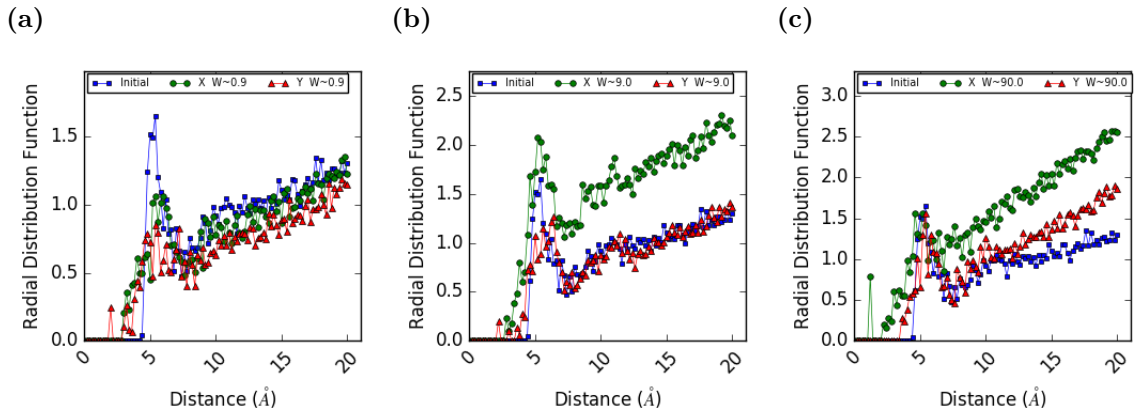 (a)
Initial X W~0.9 Y W~0.9
Radial Distribution Function
0.0 0.5 1.0 1.5
0 5 10 15 20
Distance (Å)
(b)
Initial X W~9.0 Y W~9.0
Radial Distribution Function
0.0 0.5 1.0 1.5 2.0 2.5
0 5 10 15 20
Distance (Å)
(c)
Initial X W~90.0 Y W~90.0
Radial Distribution Function
0.0 0.5 1.0 1.5 2.0 2.5 3.0
0 5 10 15 20
Distance (Å)